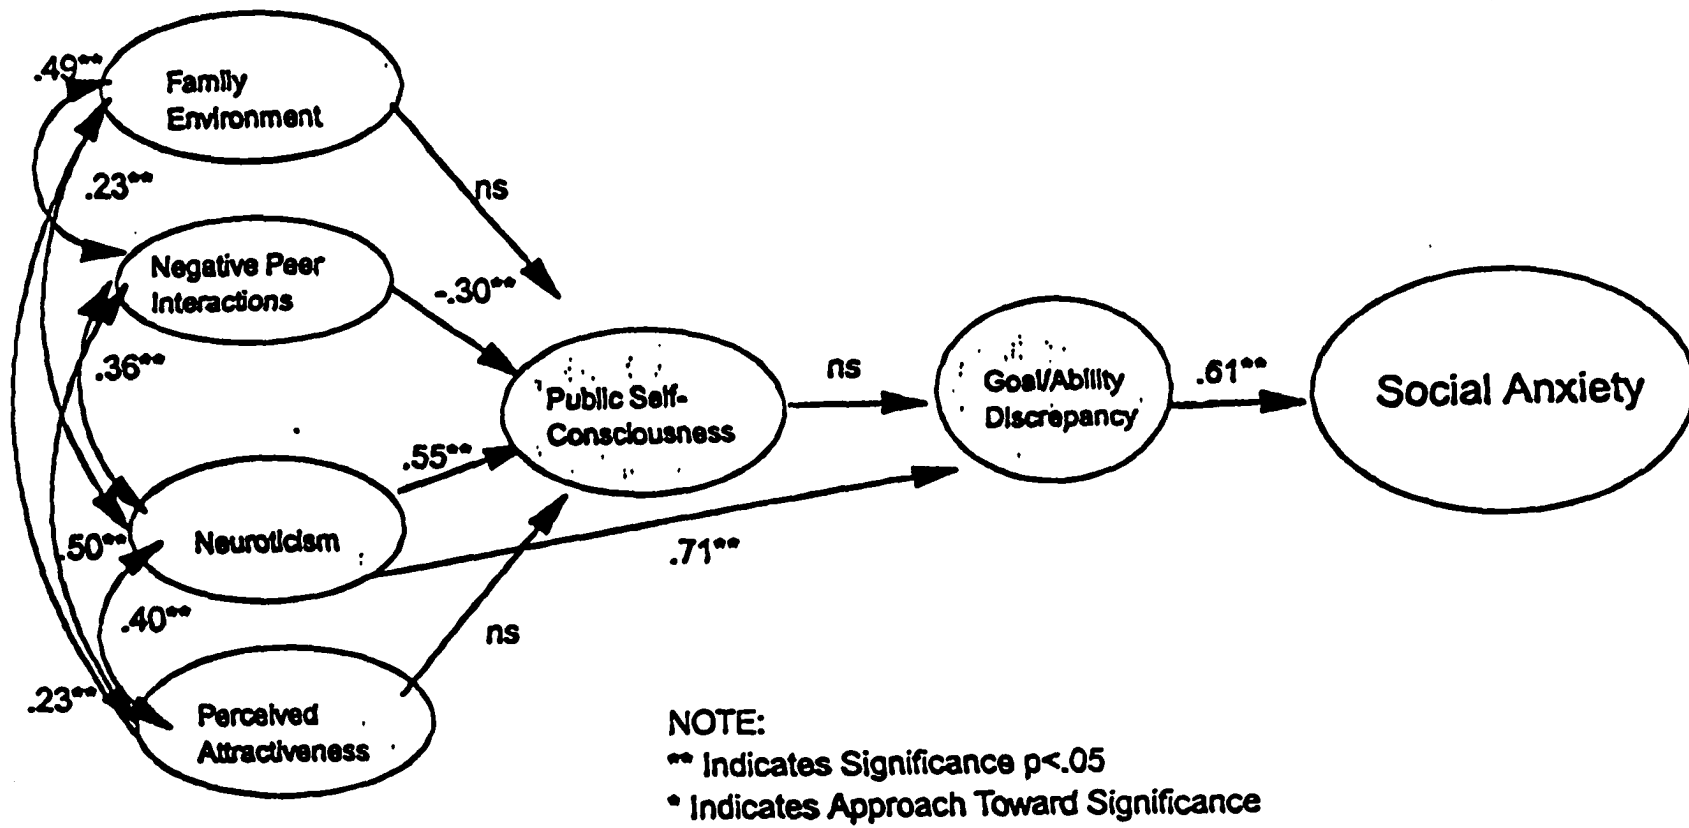 .49**
Family
Environment
.23**
ns
Negative Peer
Interactions
-.30**
.36**
Public Self-
Consciousness
ns
Goal/Ability
Discrepancy
.61**
Social Anxiety
.55**
Neuroticism
.50**
.71**
.40**
ns
.23**
Perceived
Attractiveness
NOTE:
** Indicates Significance p<.05
* Indicates Approach Toward Significance